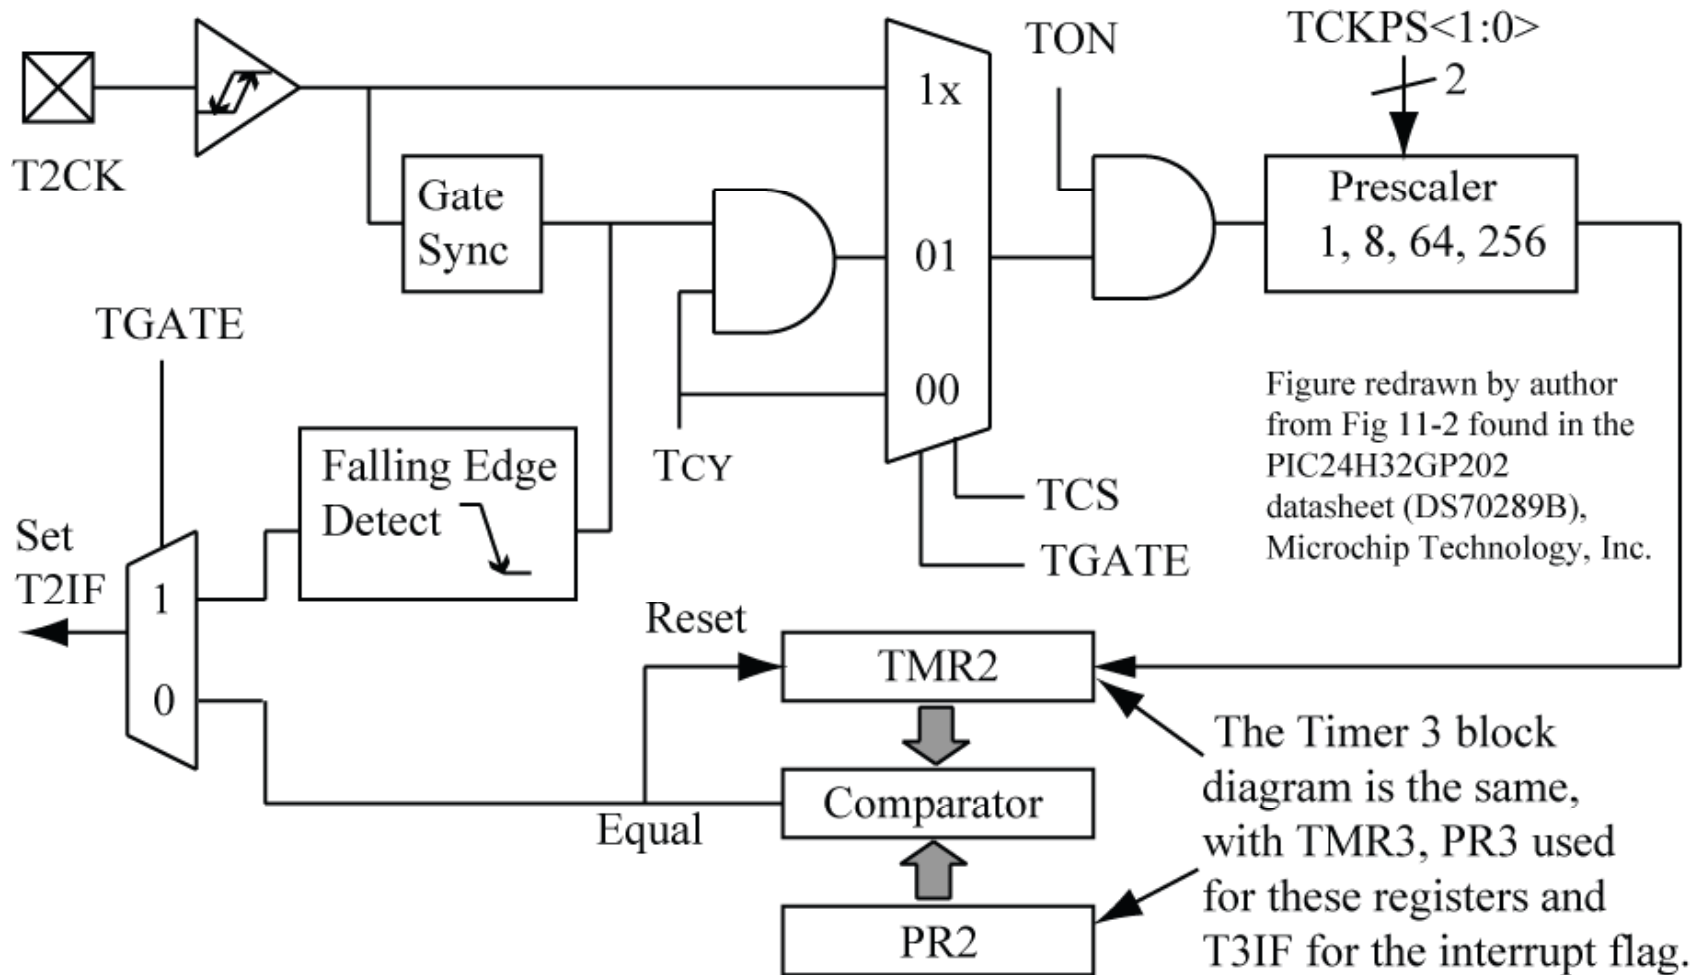 TON
TCKPS<1:0>
2
T2CK
1x
Gate
Sync
01
Prescaler
1, 8, 64, 256
TGATE
00
TCY
Figure redrawn by author
from Fig 11-2 found in the
PIC24H32GP202
datasheet (DS70289B),
Microchip Technology, Inc.
Falling Edge
Detect
TCS
TGATE
Set
T2IF
1
0
Reset
TMR2
Equal
Comparator
PR2
The Timer 3 block
diagram is the same,
with TMR3, PR3 used
for these registers and
T3IF for the interrupt flag.